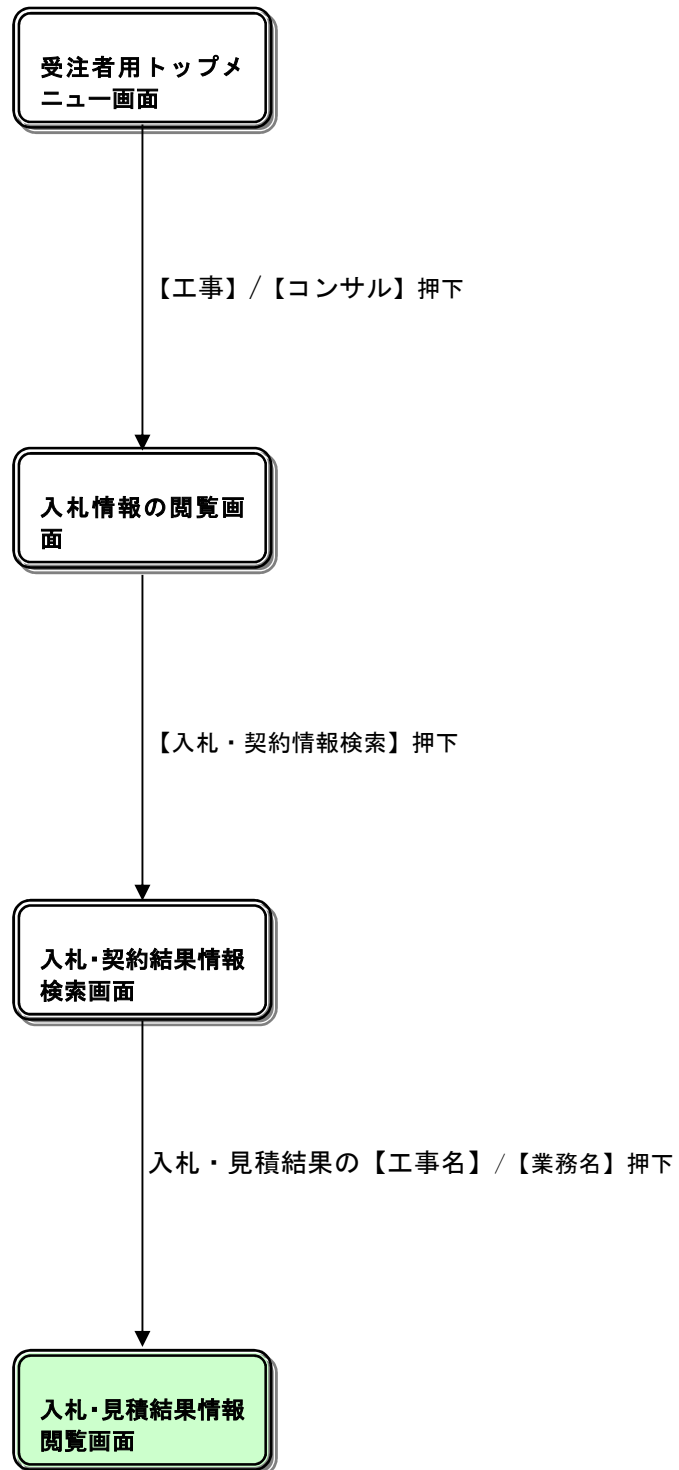 受注者用トップメ
ニュー画面
【工事】/【コンサル】押下
入札情報の閲覧画
面
【入札・契約情報検索】押下
入札・契約結果情報
検索画面
入札・見積結果の【工事名】/【業務名】押下
入札・見積結果情報
閲覧画面